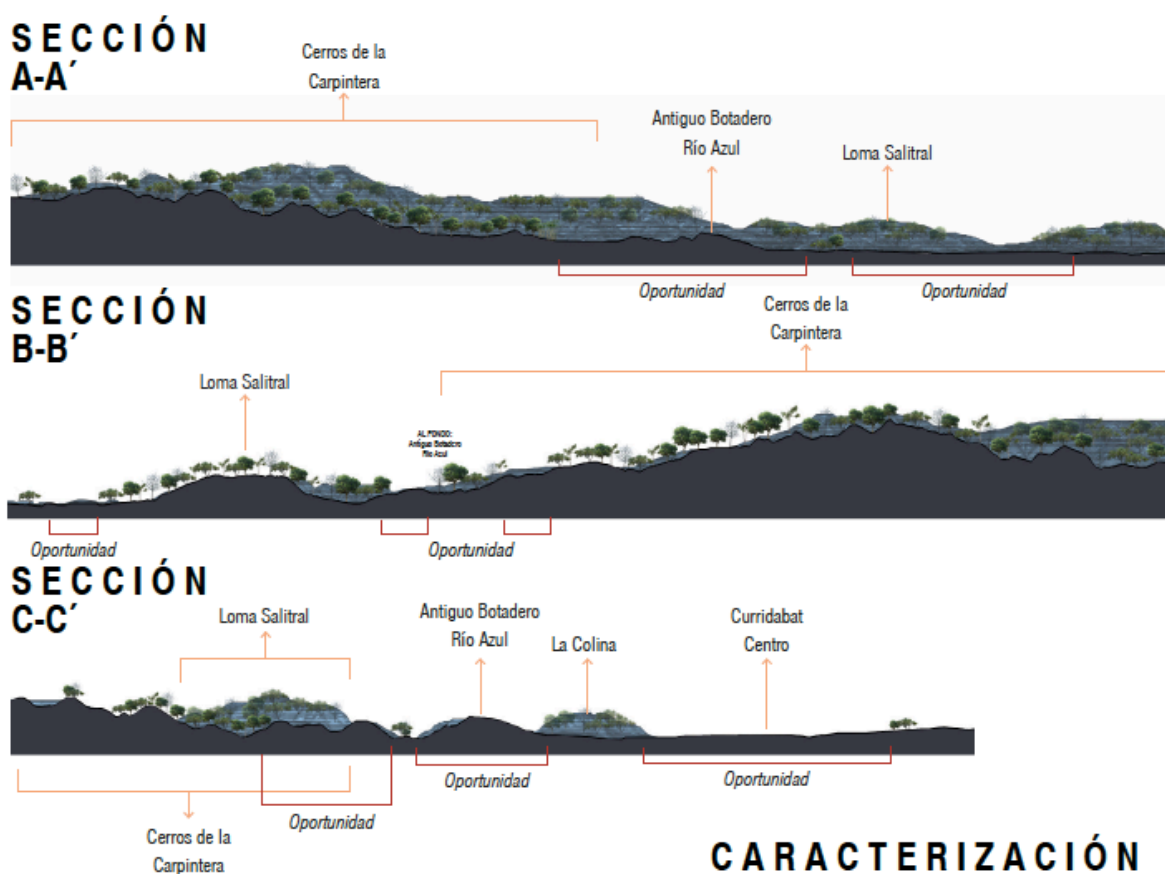 SECCIÓN
A-A´
Cerros de la
Carpintera
Antiguo Botadero
Río Azul
Loma Salitral
Oportunidad
Oportunidad
SECCIÓN
B-B´
Cerros de la
Carpintera
Loma Salitral
AL FONDO:
Antiguo Botadero
Rio Azul
Oportunidad
Oportunidad
SECCIÓN
C-C´
Loma Salitral
Antiguo Botadero
Río Azul
La Colina
Curridabat
Centro
Oportunidad
Oportunidad
Oportunidad
Cerros de la
Carpintera
CARACTERIZACIÓN